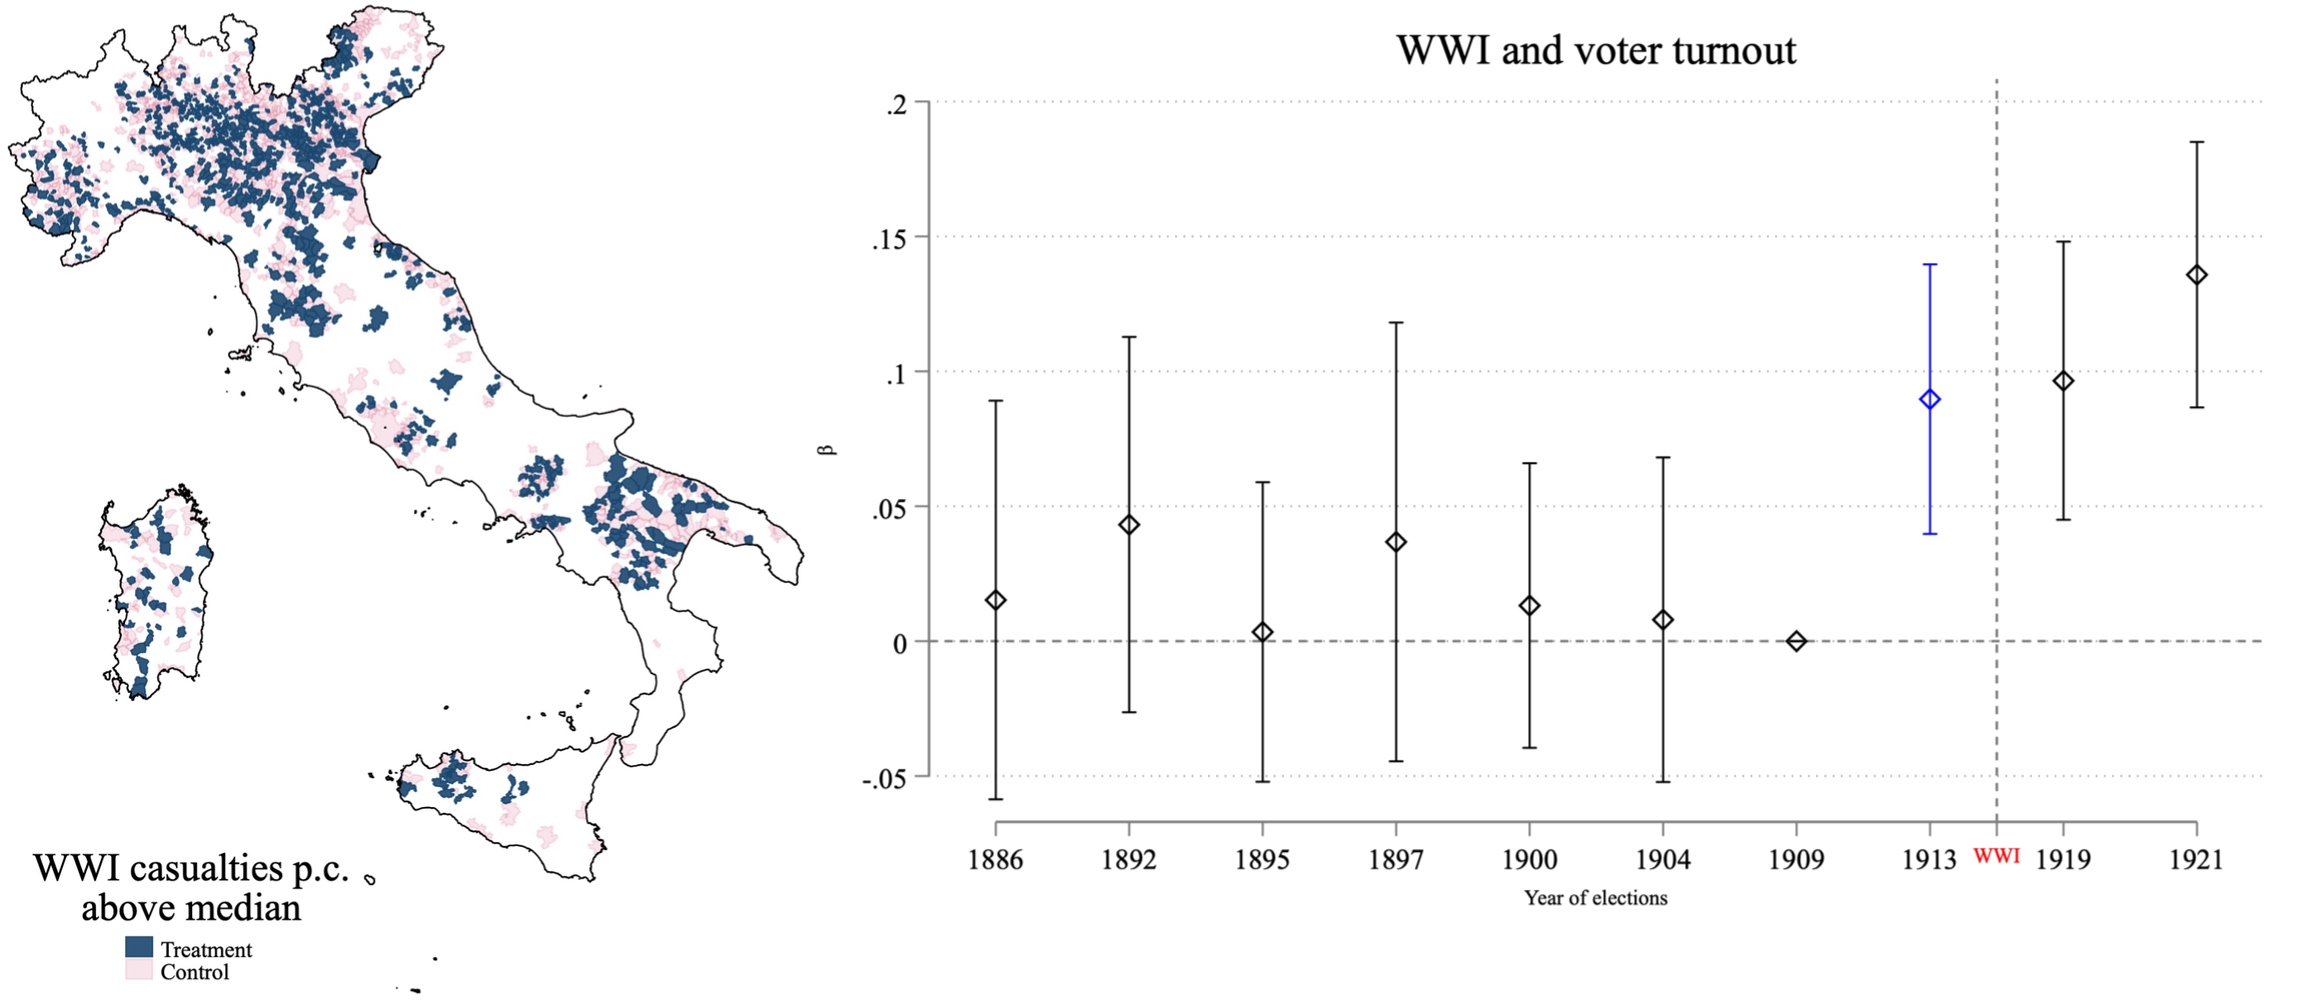 WWI casualties p.c.
above median
Treatment
Control
WWI and voter turnout
.2
.15
.1
.05
0
-.05
β
1886 1892 1895 1897 1900 1904 1909 1913 WWI 1919 1921
Year of elections